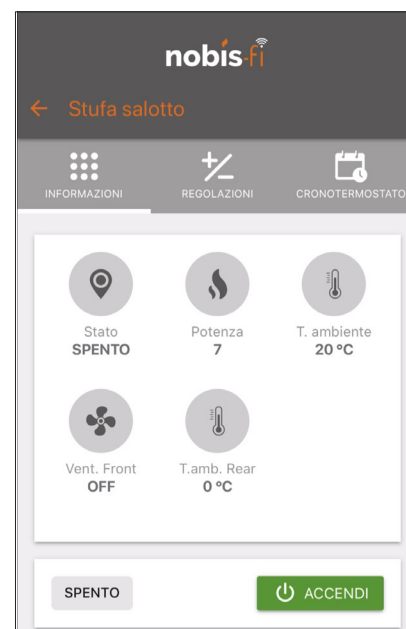 nobis-fi
Stufa salotto
INFORMAZIONI
REGOLAZIONI
CRONOTERMOSTATO
Stato
SPENTO
Potenza
7
T. ambiente
20 °C
Vent. Front
OFF
T.amb. Rear
0 °C
SPENTO
ACCENDI